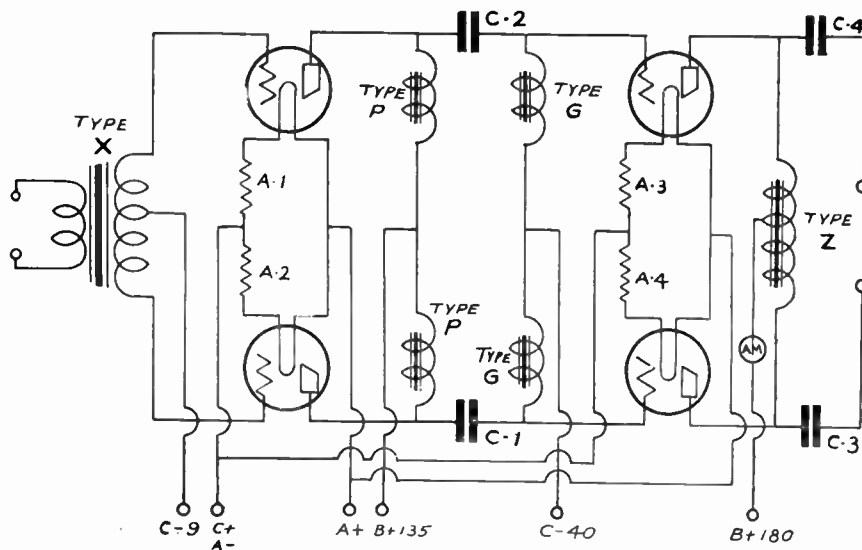 C-2
C-4
TYPE
X
TYPE
P
TYPE
G
A.1
A.3
TYPE
Z
A.2
A.4
TYPE
P
TYPE
G
AM
C-1
C-3
C-9
C+
A-
A+
B+135
C-40
B+180